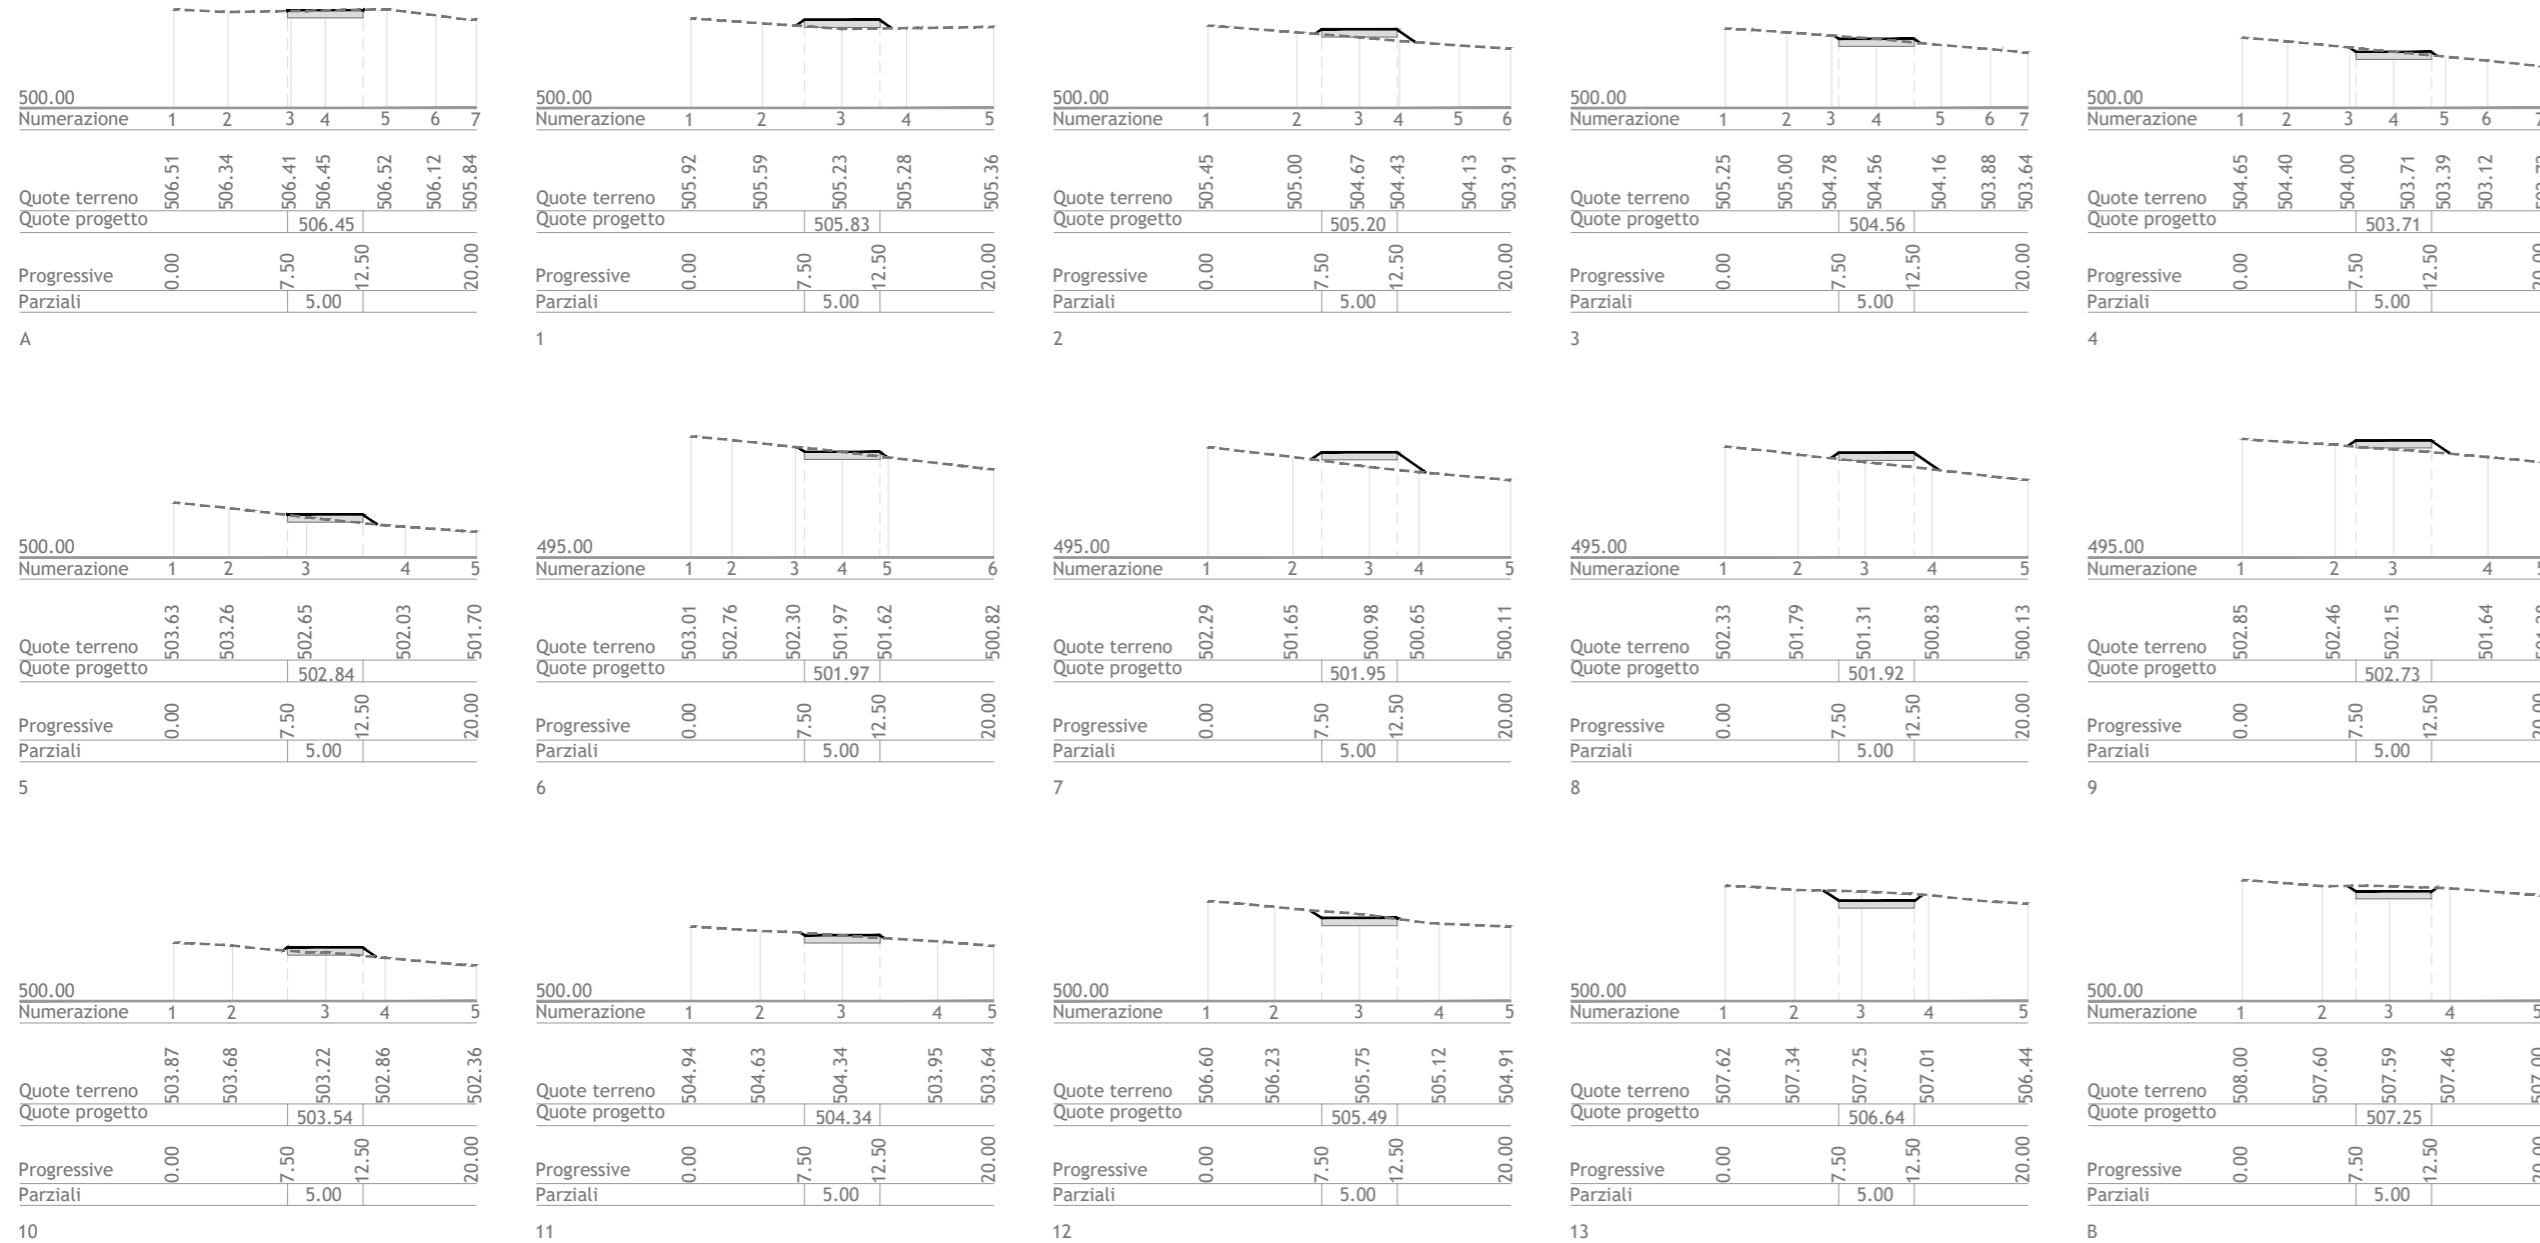 500.00
Numerazione 1 2 3 4 5 6 7
Quote terreno 506.51 506.34 506.41 506.45 506.52 506.12 505.84
Quote progetto 506.45
Progressive 0.00 7.50 12.50 20.00
Parziali 5.00
A
500.00
Numerazione 1 2 3 4 5
Quote terreno 505.92 505.59 505.23 505.28 505.36
Quote progetto 505.83
Progressive 0.00 7.50 12.50 20.00
Parziali 5.00
1
500.00
Numerazione 1 2 3 4 5 6
Quote terreno 505.45 505.00 504.67 504.43 504.13 503.91
Quote progetto 505.20
Progressive 0.00 7.50 12.50 20.00
Parziali 5.00
2
500.00
Numerazione 1 2 3 4 5 6 7
Quote terreno 505.25 505.00 504.78 504.56 504.16 503.88 503.64
Quote progetto 504.56
Progressive 0.00 7.50 12.50 20.00
Parziali 5.00
3
500.00
Numerazione 1 2 3 4 5 6
Quote terreno 504.65 504.40 504.00 503.71 503.39 503.12
Quote progetto 503.71
Progressive 0.00 7.50 12.50 20.00
Parziali 5.00
4
500.00
Numerazione 1 2 3 4 5
Quote terreno 503.63 503.26 502.65 502.03 501.70
Quote progetto 502.84
Progressive 0.00 7.50 12.50 20.00
Parziali 5.00
5
495.00
Numerazione 1 2 3 4 5 6
Quote terreno 503.01 502.76 502.30 501.97 501.62 500.82
Quote progetto 501.97
Progressive 0.00 7.50 12.50 20.00
Parziali 5.00
6
495.00
Numerazione 1 2 3 4 5
Quote terreno 502.29 501.65 500.98 500.65 500.11
Quote progetto 501.95
Progressive 0.00 7.50 12.50 20.00
Parziali 5.00
7
495.00
Numerazione 1 2 3 4 5
Quote terreno 502.33 501.79 501.31 500.83 500.13
Quote progetto 501.92
Progressive 0.00 7.50 12.50 20.00
Parziali 5.00
8
495.00
Numerazione 1 2 3 4 5
Quote terreno 502.85 502.46 502.15 501.64
Quote progetto 502.73
Progressive 0.00 7.50 12.50 20.00
Parziali 5.00
9
500.00
Numerazione 1 2 3 4 5
Quote terreno 503.87 503.68 503.22 502.86 502.36
Quote progetto 503.54
Progressive 0.00 7.50 12.50 20.00
Parziali 5.00
10
500.00
Numerazione 1 2 3 4 5
Quote terreno 504.94 504.63 504.34 503.95 503.64
Quote progetto 504.34
Progressive 0.00 7.50 12.50 20.00
Parziali 5.00
11
500.00
Numerazione 1 2 3 4 5
Quote terreno 506.60 506.23 505.75 505.12 504.91
Quote progetto 505.49
Progressive 0.00 7.50 12.50 20.00
Parziali 5.00
12
500.00
Numerazione 1 2 3 4 5
Quote terreno 507.62 507.34 507.25 507.01 506.44
Quote progetto 506.64
Progressive 0.00 7.50 12.50 20.00
Parziali 5.00
13
500.00
Numerazione 1 2 3 4 5
Quote terreno 508.00 507.60 507.59 507.46 507.00
Quote progetto 507.25
Progressive 0.00 7.50 12.50 20.00
Parziali 5.00
B